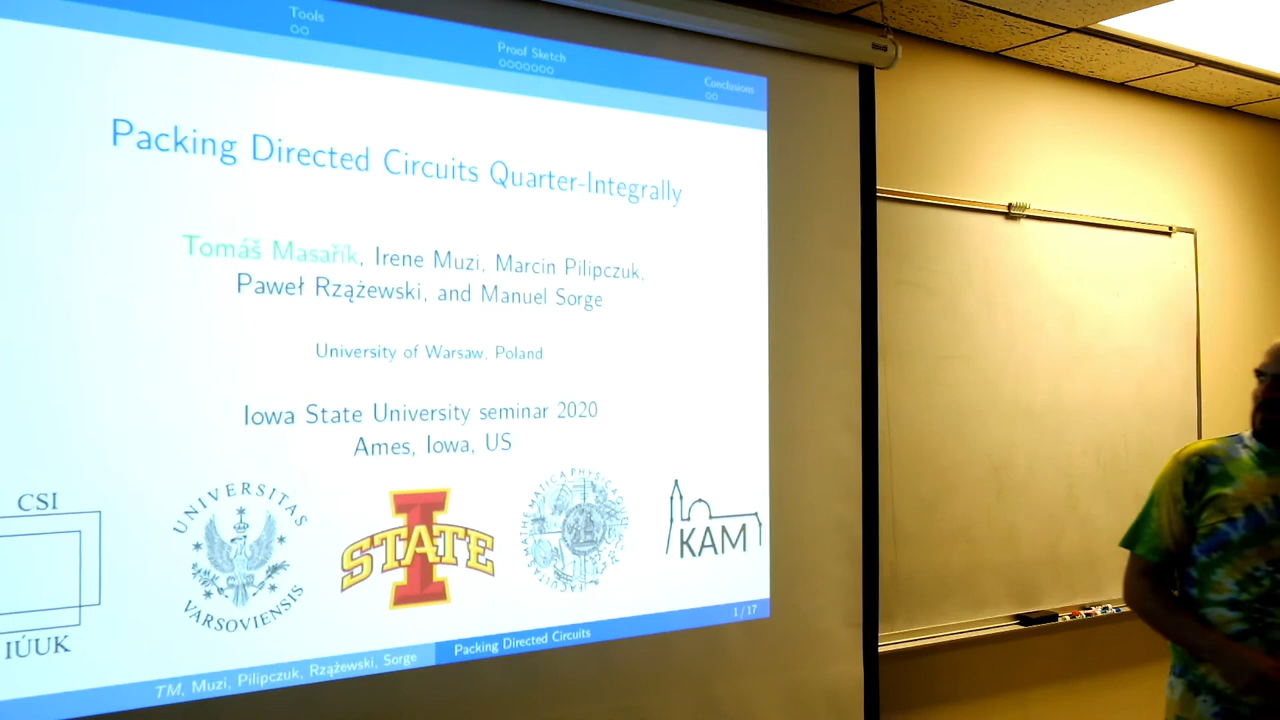 Tools
Proof Sketch
Conclusions
Packing Directed Circuits Quarter-Integrally
Tomáš Masařík, Irene Muzi, Marcin Pilipczuk,
Paweł Rzążewski, and Manuel Sorge
University of Warsaw, Poland
Iowa State University seminar 2020
Ames, Iowa, US
CSI
IÚUK
UNIVERSITAS
VARSOVIENSIS
I
STATE
KAM
TM, Muzi, Pilipczuk, Rzążewski, Sorge
Packing Directed Circuits
1 / 17